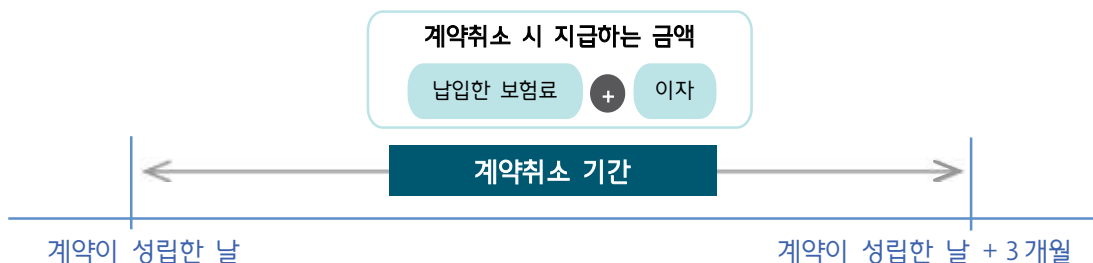 계약취소 시 지급하는 금액
납입한 보험료 + 이자
계약취소 기간
계약이 성립한 날 계약이 성립한 날 + 3개월